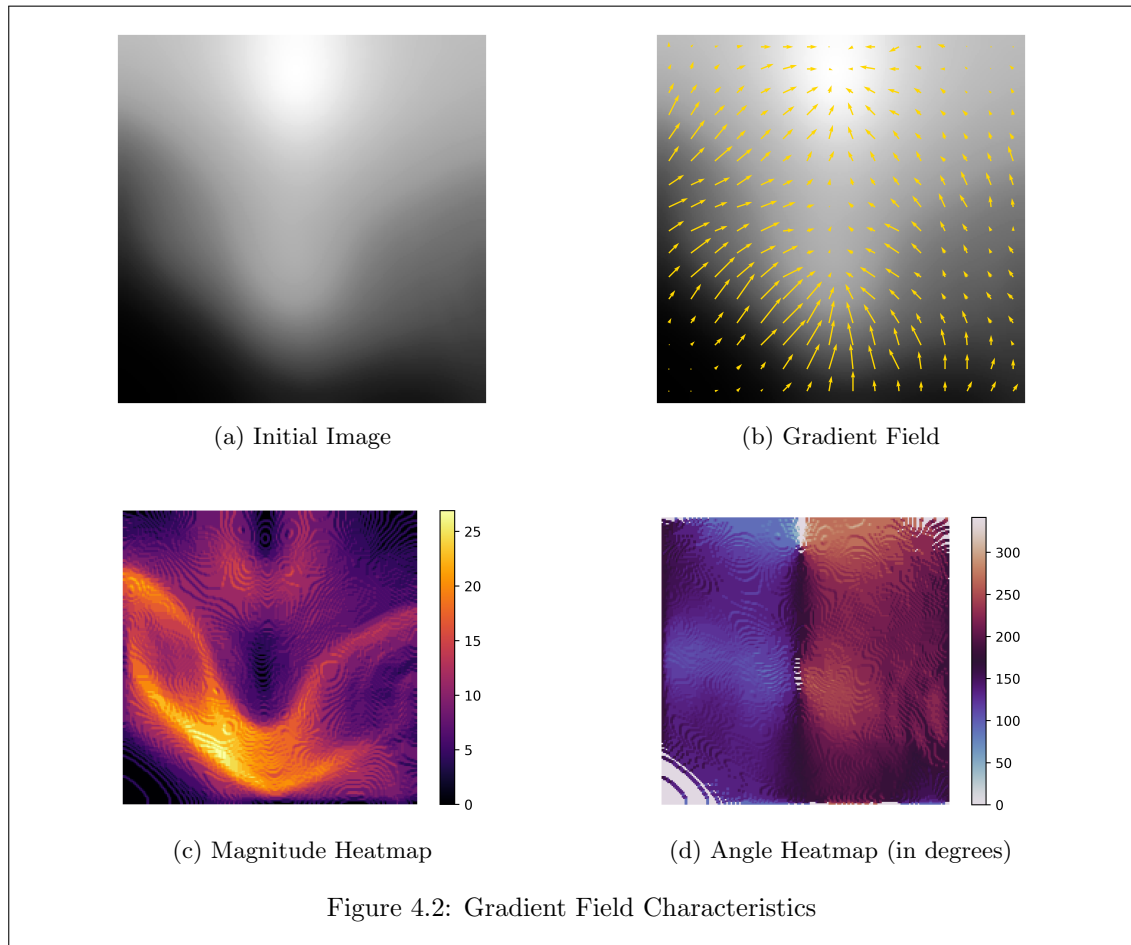 (a) Initial Image
(b) Gradient Field
25
20
15
10
5
0
(c) Magnitude Heatmap
300
250
200
150
100
50
0
(d) Angle Heatmap (in degrees)
Figure 4.2: Gradient Field Characteristics